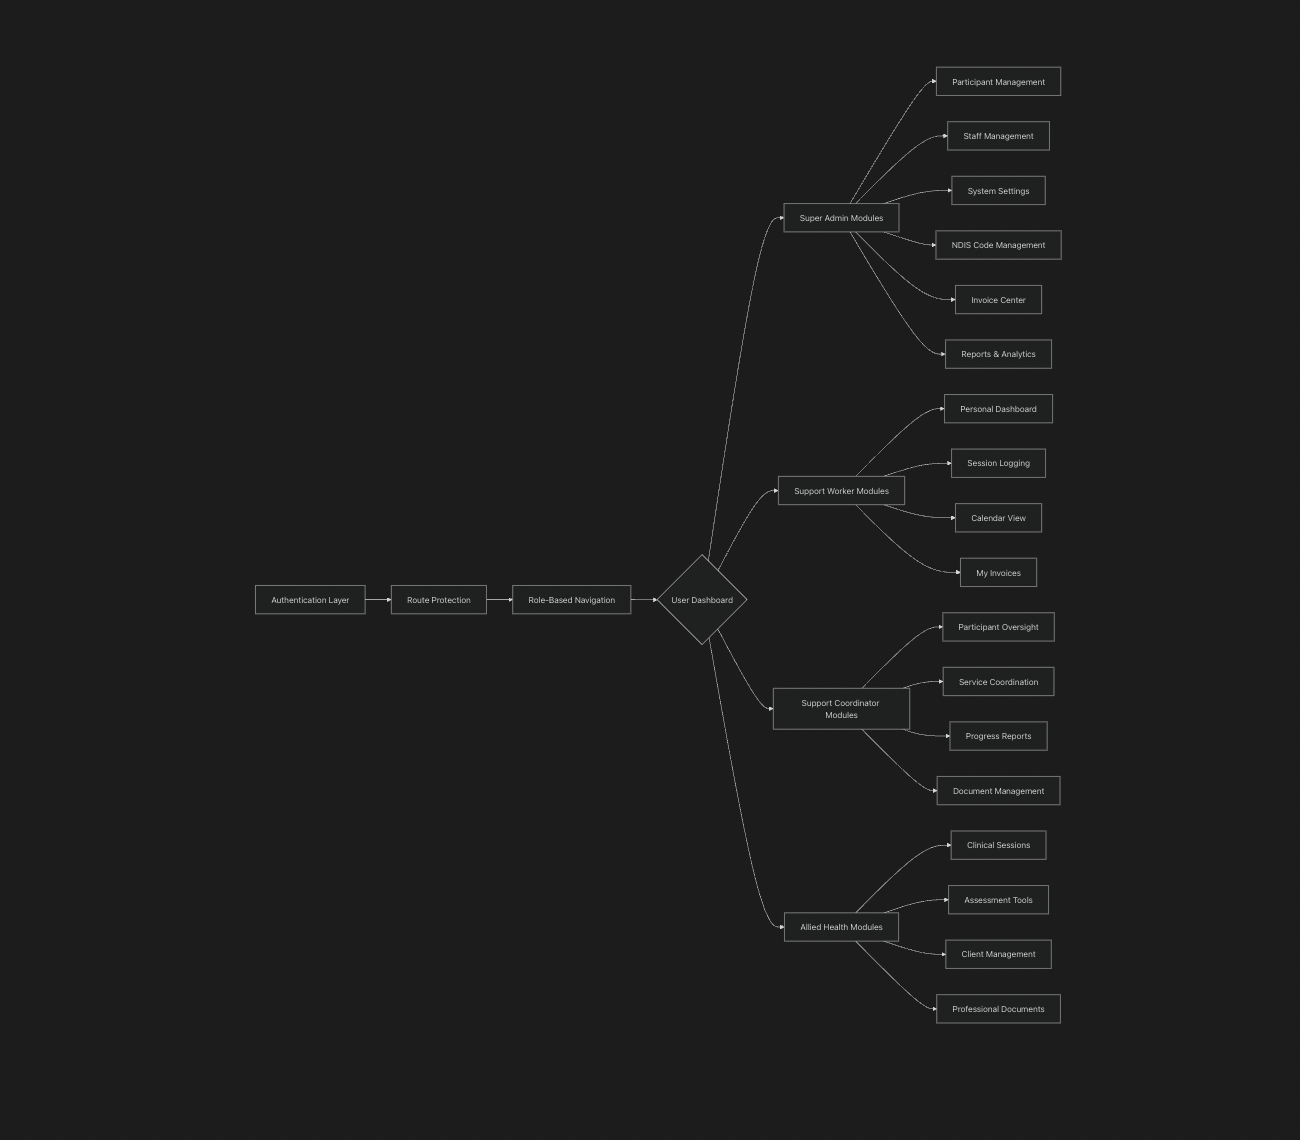 Participant Management
Staff Management
System Settings
Super Admin Modules
NDIS Code Management
Invoice Center
Reports & Analytics
Personal Dashboard
Session Logging
Support Worker Modules
Calendar View
My Invoices
Authentication Layer
Route Protection
Role-Based Navigation
User Dashboard
Participant Oversight
Service Coordination
Support Coordinator
Modules
Progress Reports
Document Management
Clinical Sessions
Assessment Tools
Allied Health Modules
Client Management
Professional Documents